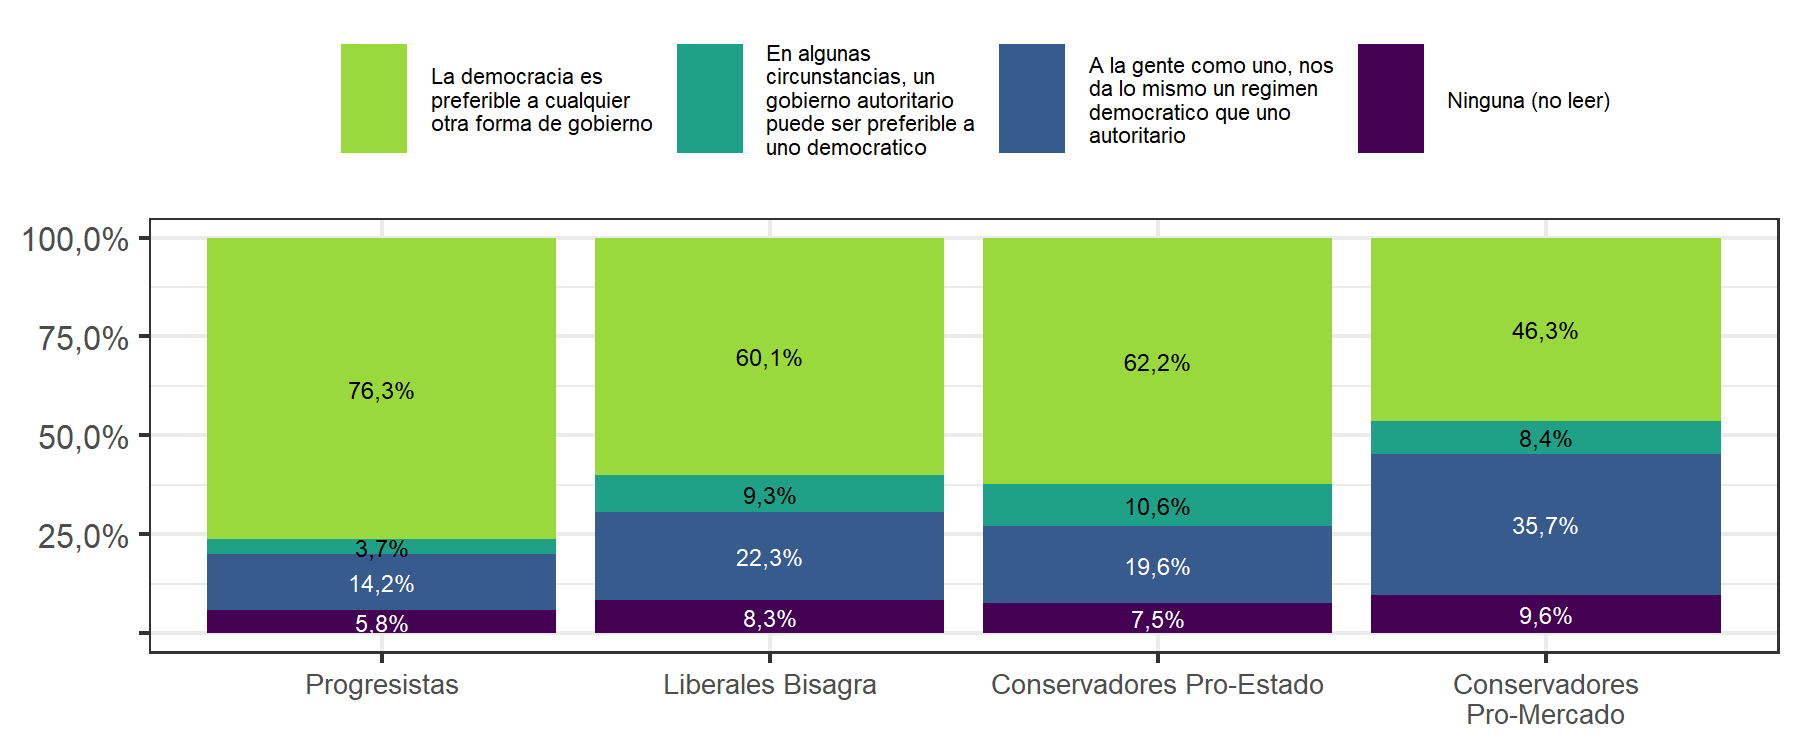 La democracia es
preferible a cualquier
otra forma de gobierno
En algunas
circunstancias, un
gobierno autoritario
puede ser preferible a
uno democratico
A la gente como uno, nos
da lo mismo un regimen
democratico que uno
autoritario
Ninguna (no leer)
100,0%
75,0%
50,0%
25,0%
76,3%
3,7%
14,2%
5,8%
60,1%
9,3%
22,3%
8,3%
62,2%
10,6%
19,6%
7,5%
46,3%
8,4%
35,7%
9,6%
Progresistas
Liberales Bisagra
Conservadores Pro-Estado
Conservadores
Pro-Mercado